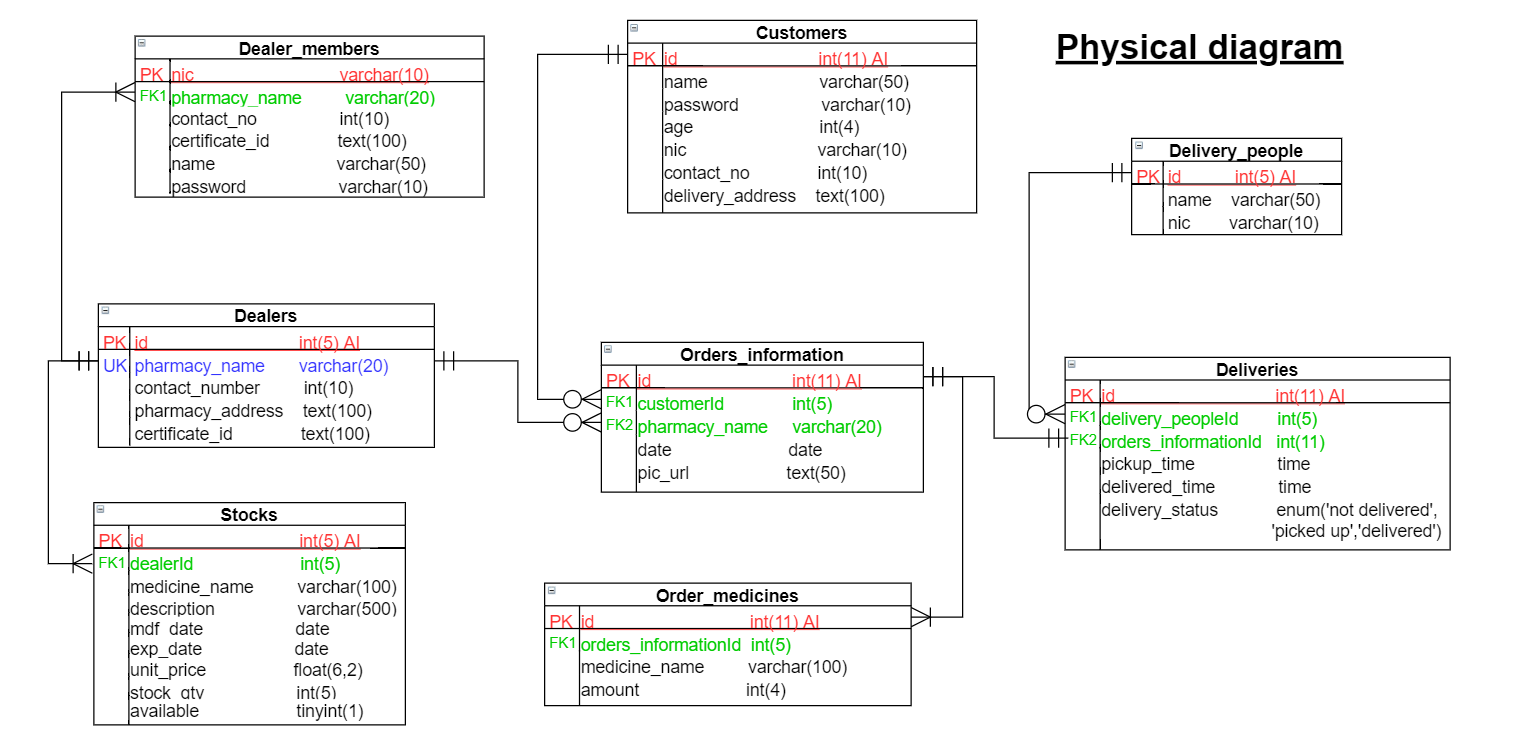 Physical diagram
Dealer_members
PK nic varchar(10)
FK1 pharmacy_name varchar(20)
contact_no int(10)
certificate_id text(100)
name varchar(50)
password varchar(10)
Customers
PK id int(11) AI
name varchar(50)
password varchar(10)
age int(4)
nic varchar(10)
contact_no int(10)
delivery_address text(100)
Delivery_people
PK id int(5) AI
name varchar(50)
nic varchar(10)
Dealers
PK id int(5) AI
UK pharmacy_name varchar(20)
contact_number int(10)
pharmacy_address text(100)
certificate_id text(100)
Orders_information
PK id int(11) AI
FK1 customerId int(5)
FK2 pharmacy_name varchar(20)
date date
pic_url text(50)
Deliveries
PK id int(11) AI
FK1 delivery_peopleId int(5)
FK2 orders_informationId int(11)
pickup_time time
delivered_time time
delivery_status enum('not delivered',
'picked up','delivered')
Stocks
PK id int(5) AI
FK1 dealerId int(5)
medicine_name varchar(100)
description varchar(500)
mdf_date date
exp_date date
unit_price float(6,2)
stock_qty int(5)
available tinyint(1)
Order_medicines
PK id int(11) AI
FK1 orders_informationId int(5)
medicine_name varchar(100)
amount int(4)